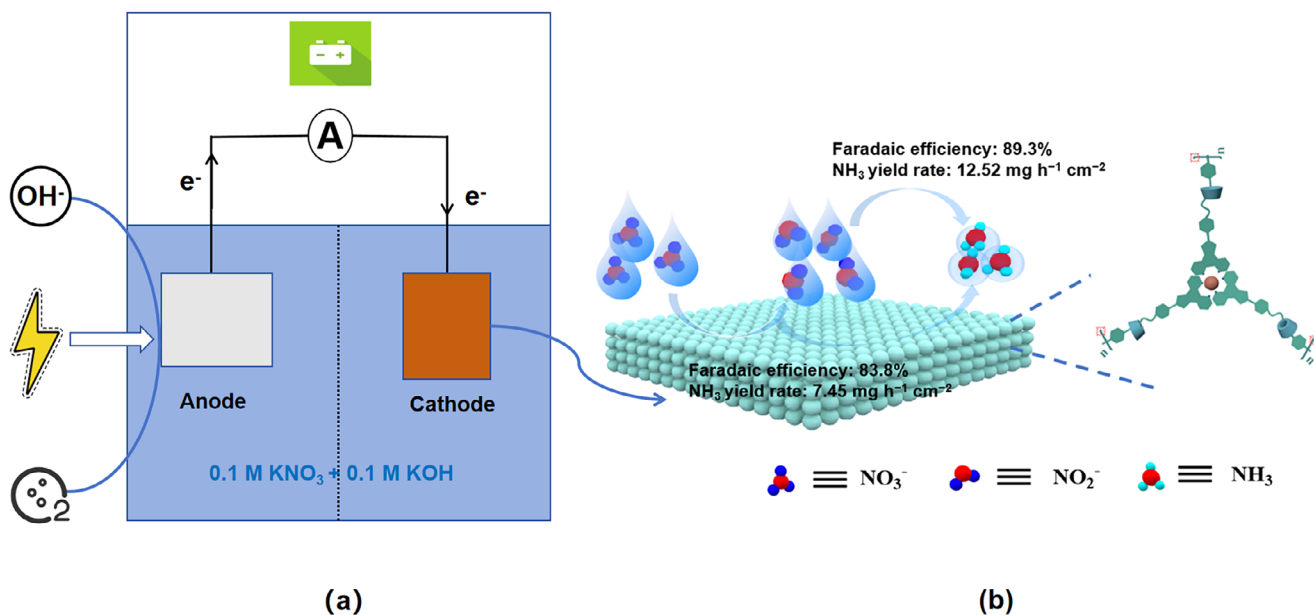 A
OH⁻
e⁻
e⁻
Anode
Cathode
0.1 M KNO₃ + 0.1 M KOH
2
(a)
Faradaic efficiency: 89.3%
NH₃ yield rate: 12.52 mg h⁻¹ cm⁻²
Faradaic efficiency: 83.8%
NH₃ yield rate: 7.45 mg h⁻¹ cm⁻²
n
n
n
NO₃⁻
NO₂⁻
NH₃
(b)